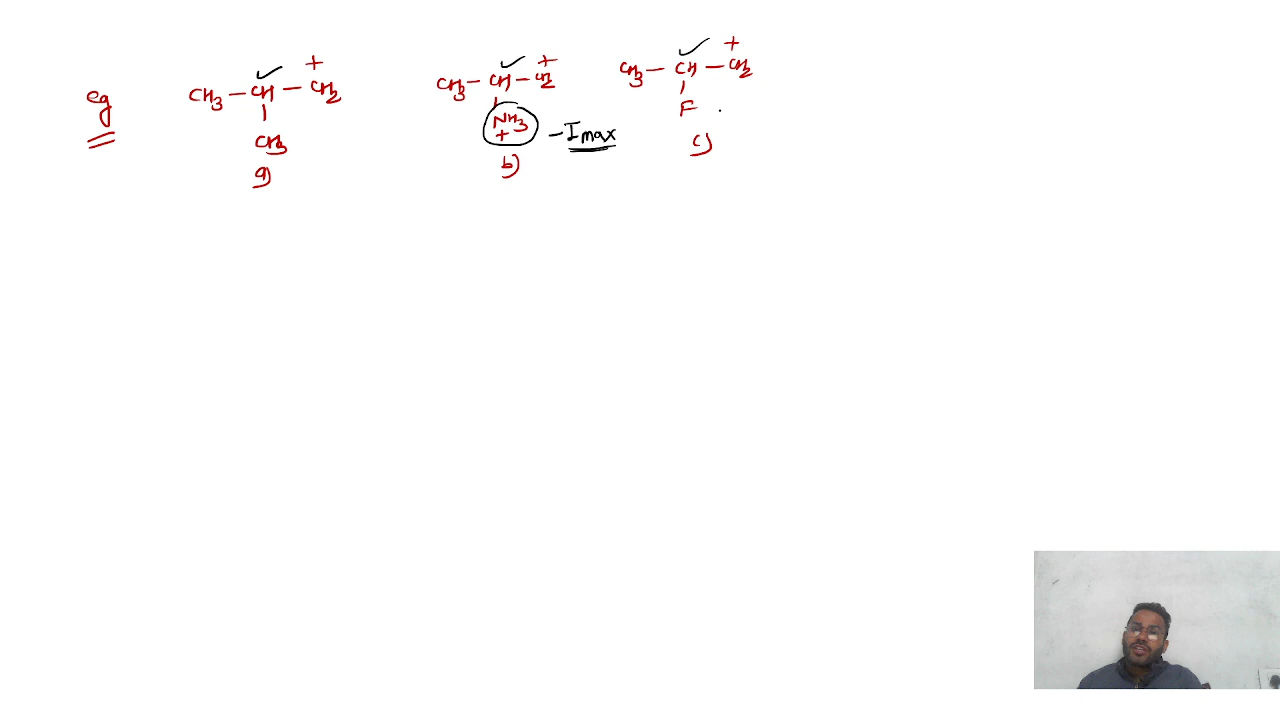 eg
CH3 – CH – CH2 +
CH3
a)
CH3 – CH – CH2 +
NH3 +
– Imax
b)
CH3 – CH – CH2 +
F
c)